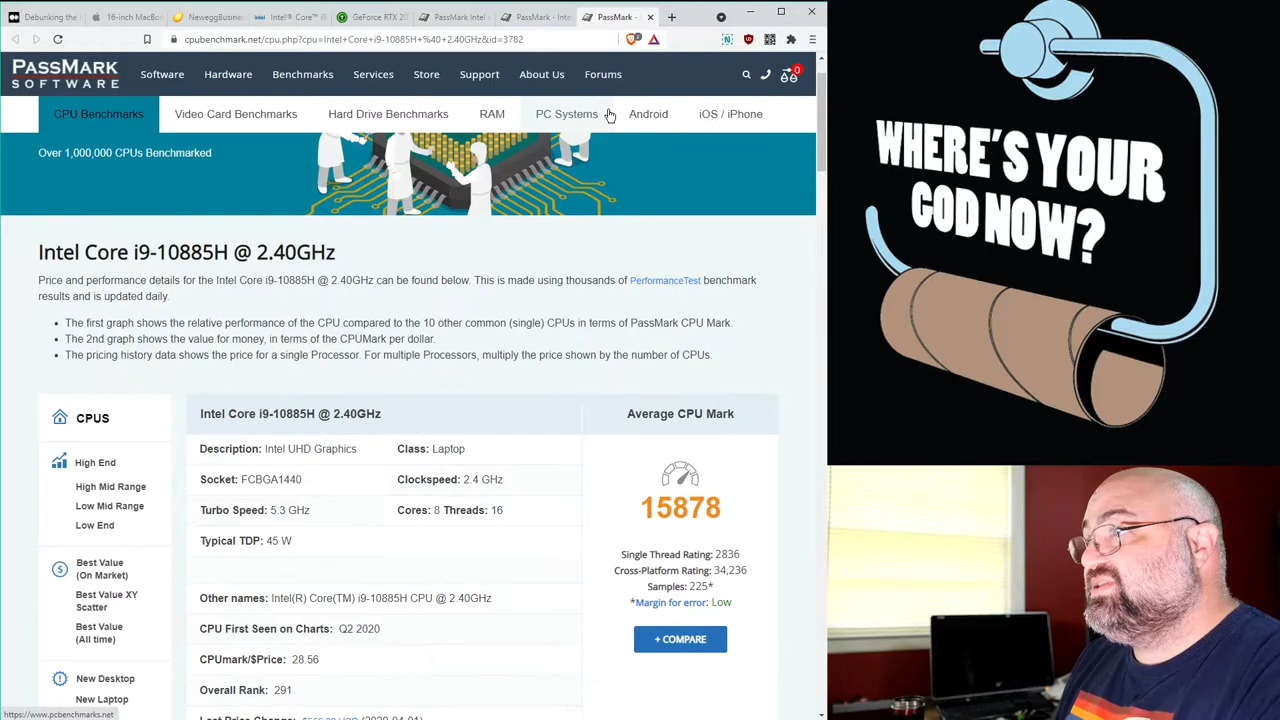 Debunking the
16-inch MacBo
NeweggBusines
Intel® Core™ i9
GeForce RTX 20
PassMark Intel v
PassMark - Inte
PassMark -
cpubenchmark.net/cpu.php?cpu=Intel+Core+i9-10885H+%40+2.40GHz&id=3782
PASSMARK SOFTWARE
Software Hardware Benchmarks Services Store Support About Us Forums
0
CPU Benchmarks Video Card Benchmarks Hard Drive Benchmarks RAM PC Systems Android iOS / iPhone
Over 1,000,000 CPUs Benchmarked
Intel Core i9-10885H @ 2.40GHz
Price and performance details for the Intel Core i9-10885H @ 2.40GHz can be found below. This is made using thousands of PerformanceTest benchmark
results and is updated daily.
The first graph shows the relative performance of the CPU compared to the 10 other common (single) CPUs in terms of PassMark CPU Mark.
The 2nd graph shows the value for money, in terms of the CPUMark per dollar.
The pricing history data shows the price for a single Processor. For multiple Processors, multiply the price shown by the number of CPUs.
CPUS
High End
High Mid Range
Low Mid Range
Low End
Best Value
(On Market)
Best Value XY
Scatter
Best Value
(All time)
New Desktop
New Laptop
Intel Core i9-10885H @ 2.40GHz
Description: Intel UHD Graphics Class: Laptop
Socket: FCBGA1440 Clockspeed: 2.4 GHz
Turbo Speed: 5.3 GHz Cores: 8 Threads: 16
Typical TDP: 45 W
Other names: Intel(R) Core(TM) i9-10885H CPU @ 2.40GHz
CPU First Seen on Charts: Q2 2020
CPUmark/$Price: 28.56
Overall Rank: 291
Last Price Change:
(2020-04-01)
Average CPU Mark
15878
Single Thread Rating: 2836
Cross-Platform Rating: 34,236
Samples: 225*
*Margin for error: Low
+ COMPARE
https://www.pcbenchmarks.net
WHERE'S YOUR
GOD NOW?